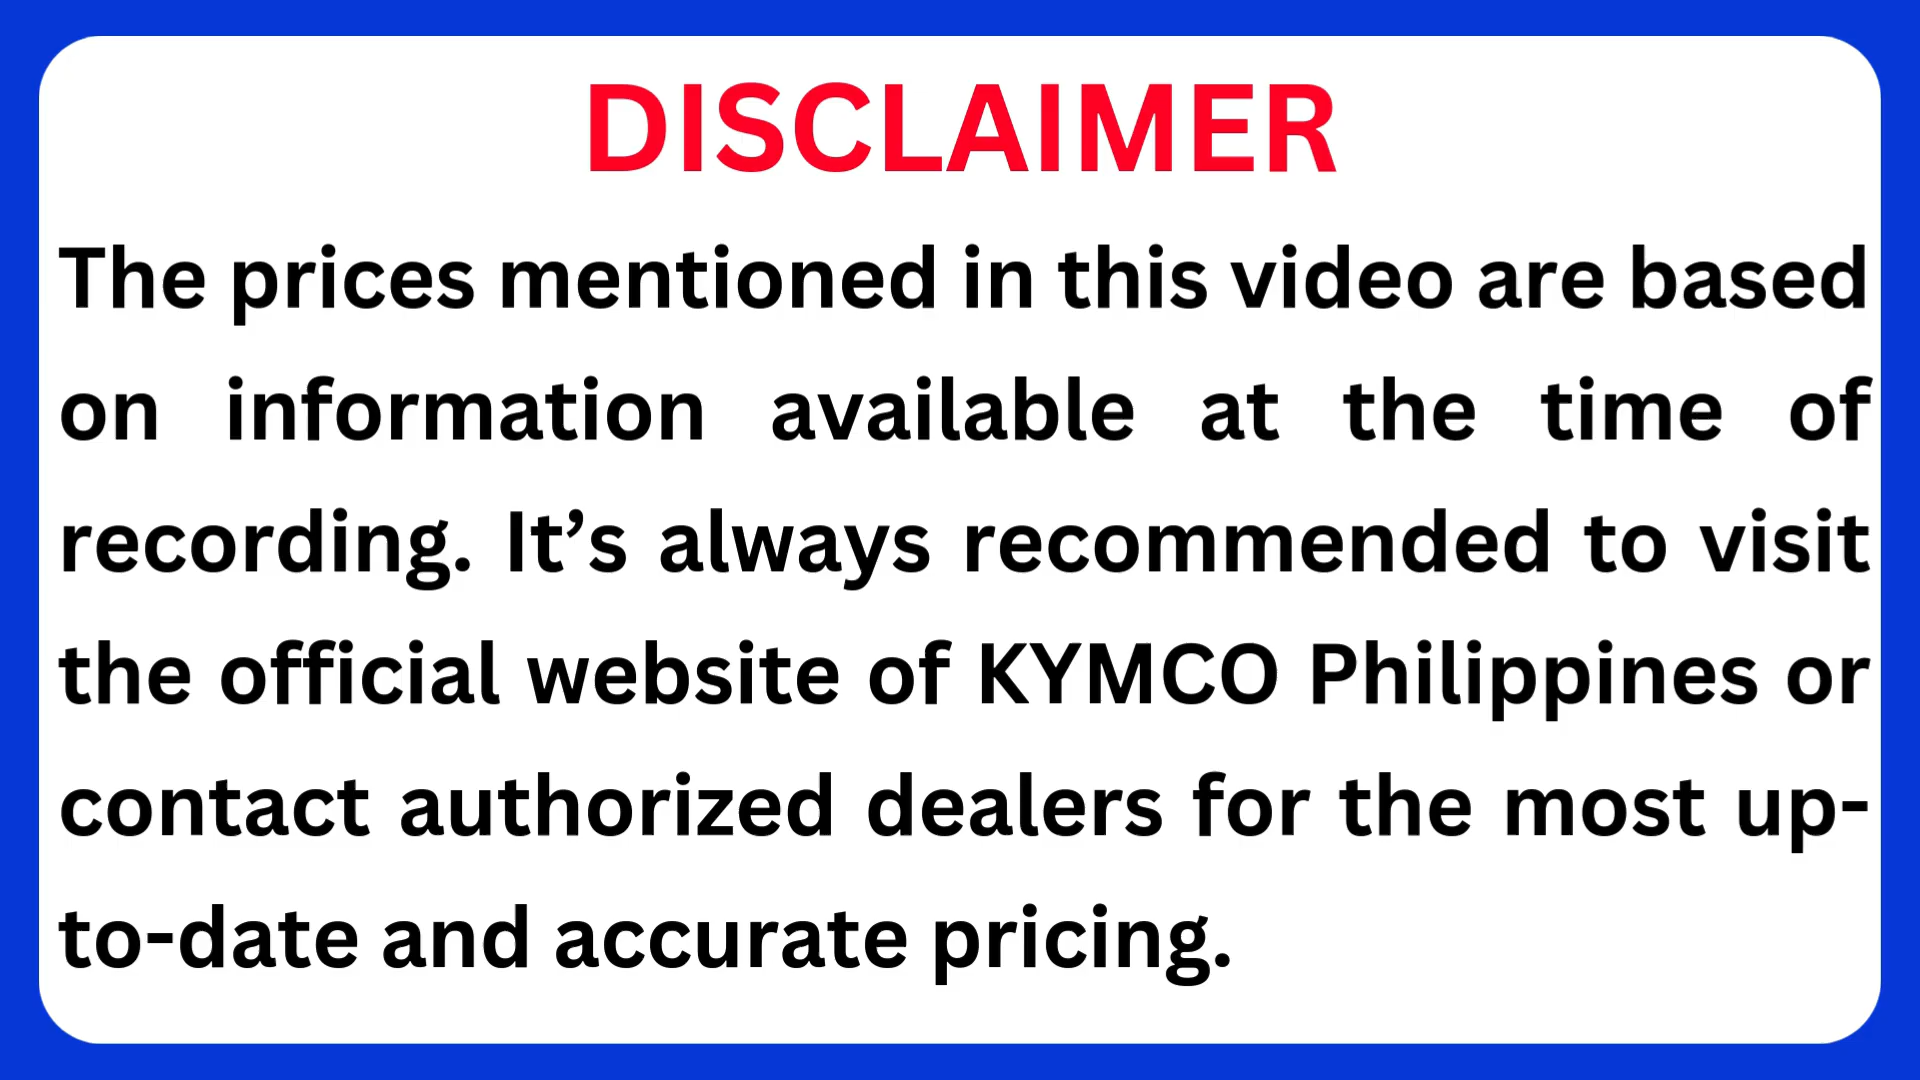 DISCLAIMER
The prices mentioned in this video are based
on information available at the time of
recording. It’s always recommended to visit
the official website of KYMCO Philippines or
contact authorized dealers for the most up-
to-date and accurate pricing.